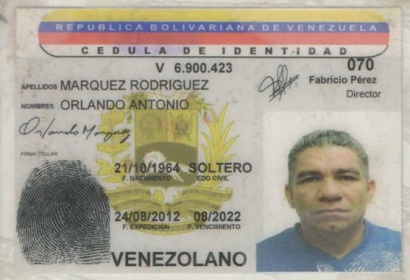 REPUBLICA BOLIVARIANA DE VENEZUELA
CEDULA DE IDENTIDAD
V 6.900.423
070
Fabricio Pérez
Director
APELLIDOS MARQUEZ RODRIGUEZ
NOMBRES ORLANDO ANTONIO
Orlando Marquez
FIRMA TITULAR
21/10/1964 SOLTERO
F. NACIMIENTO EDO CIVIL
24/08/2012 08/2022
F. EXPEDICION F. VENCIMIENTO
VENEZOLANO